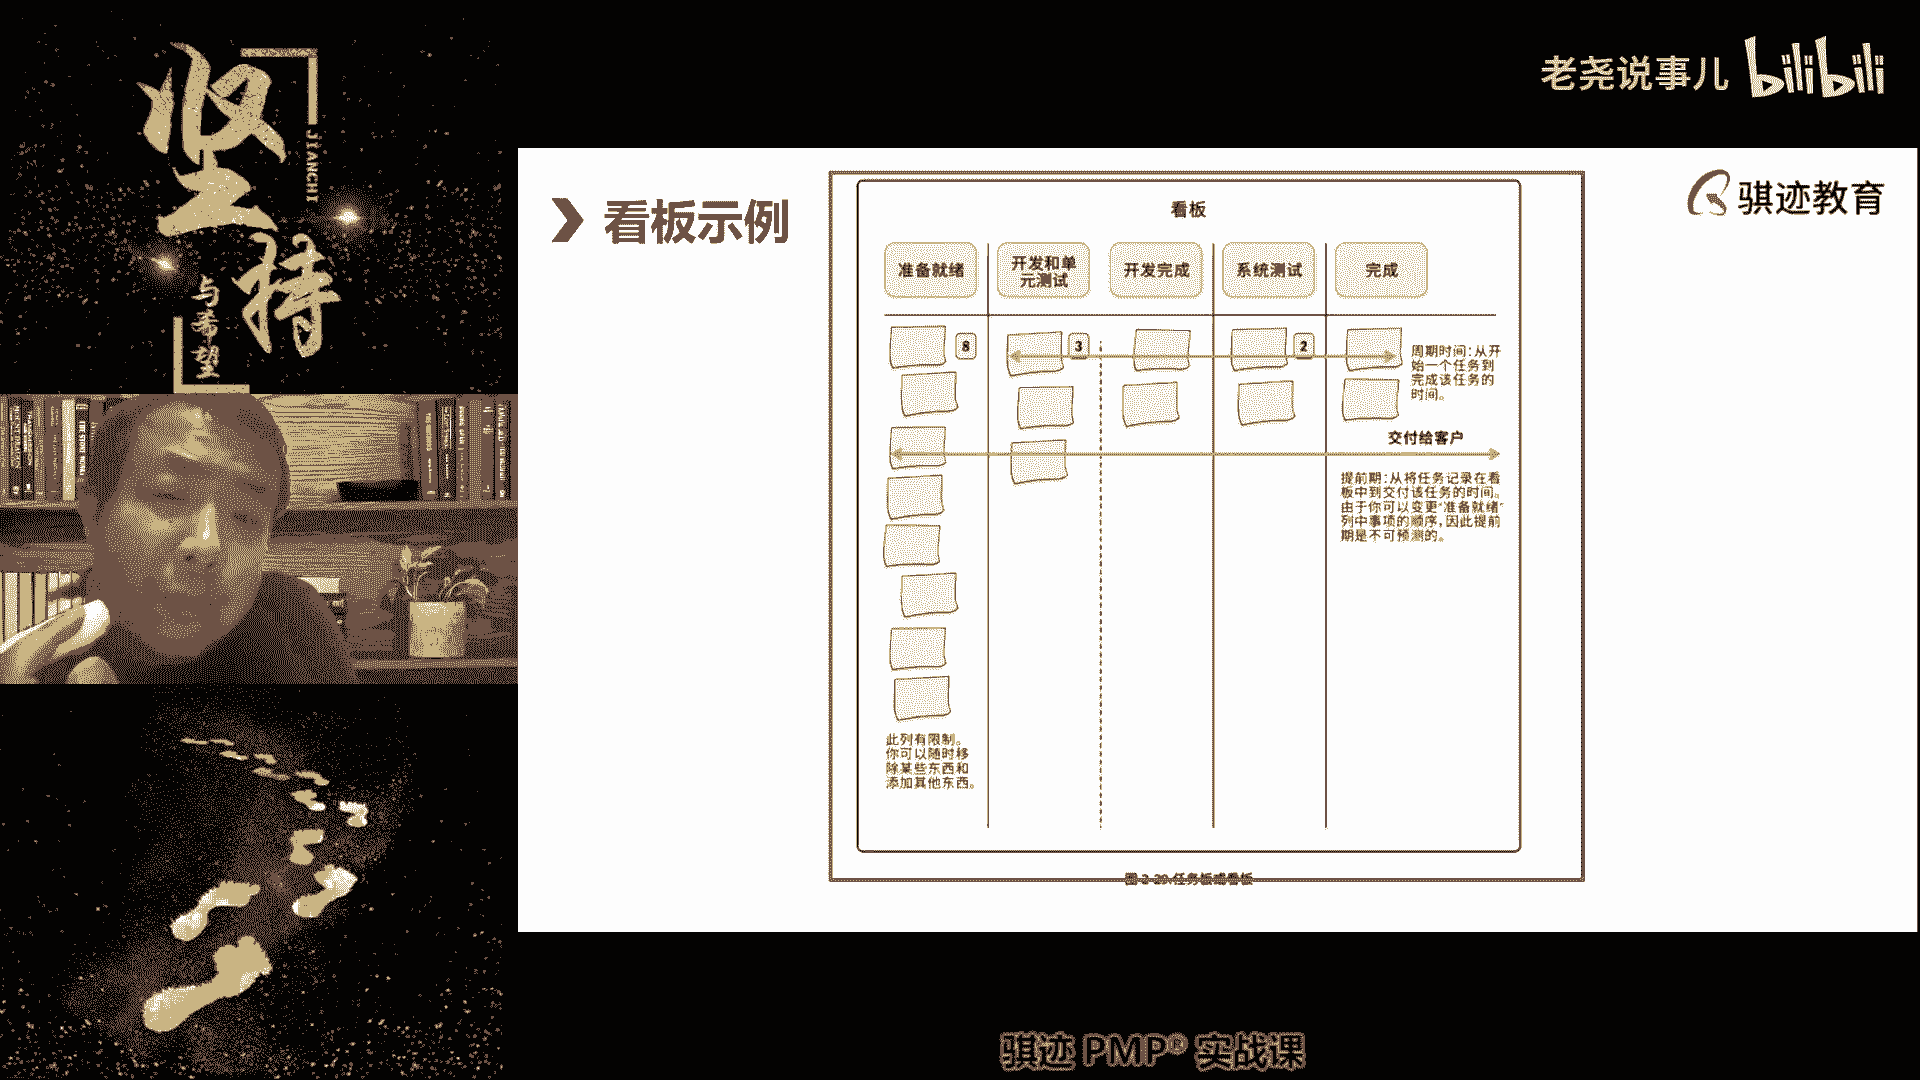 坚持
JIANCHI
与希望
老尧说事儿 bilibili
看板示例
骐迹教育
看板
准备就绪
开发和单
元测试
开发完成
系统测试
完成
8
3
2
周期时间:从开
始一个任务到
完成该任务的
时间。
交付给客户
提前期:从将任务记录在看
板中到交付该任务的时间。
由于你可以变更“准备就绪”
列中事项的顺序,因此提前
期是不可预测的。
此列有限制。
你可以随时移
除某些东西和
添加其他东西。
图 2-29.任务板或看板
骐迹 PMP® 实战课